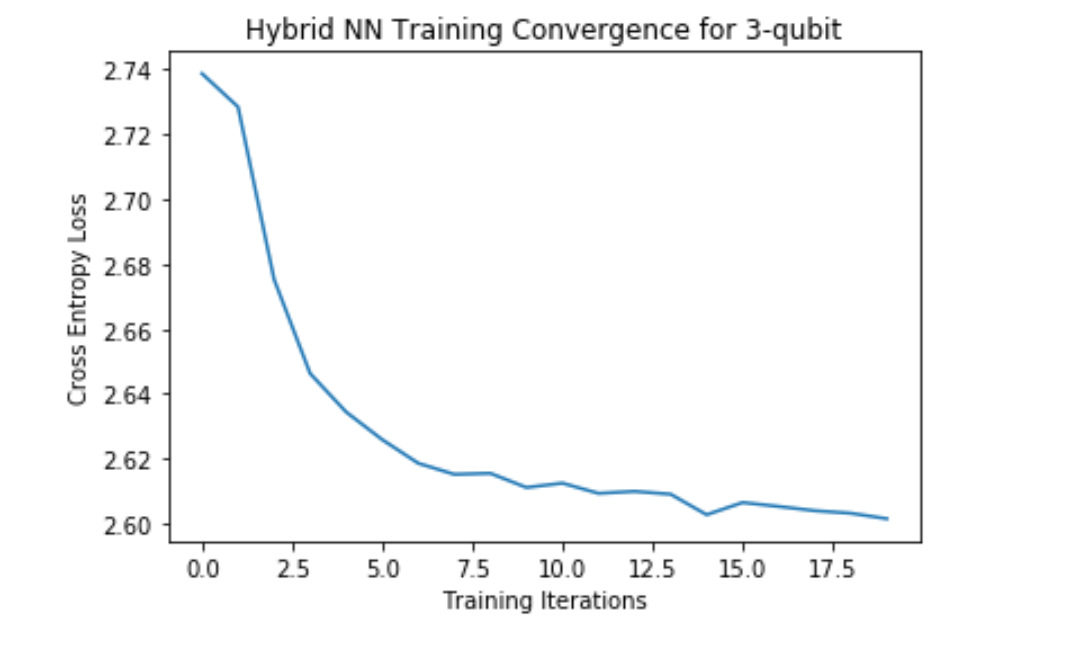 Hybrid NN Training Convergence for 3-qubit
2.74
2.72
2.70
2.68
2.66
2.64
2.62
2.60
Cross Entropy Loss
0.0 2.5 5.0 7.5 10.0 12.5 15.0 17.5
Training Iterations